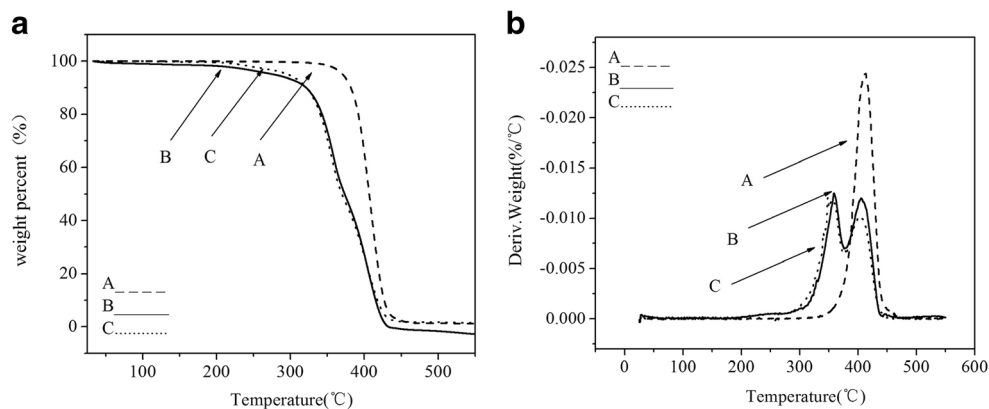 a
100
80
60
40
20
0
weight percent（%）
B
C
A
A
B
C
100
200
300
400
500
Temperature(℃)
b
-0.025
-0.020
-0.015
-0.010
-0.005
0.000
Deriv.Weight(%/℃)
A
B
C
A
B
C
0
100
200
300
400
500
600
Temperature(℃)